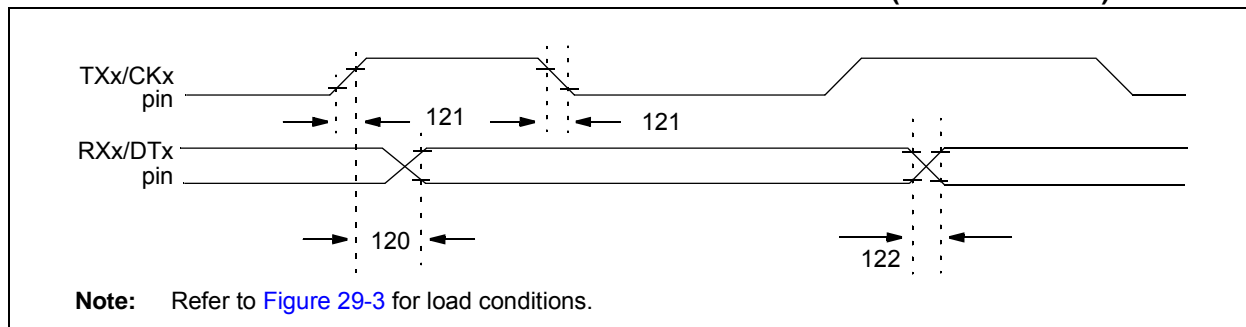 TXx/CKx
pin
121
121
RXx/DTx
pin
120
122
Note: Refer to Figure 29-3 for load conditions.